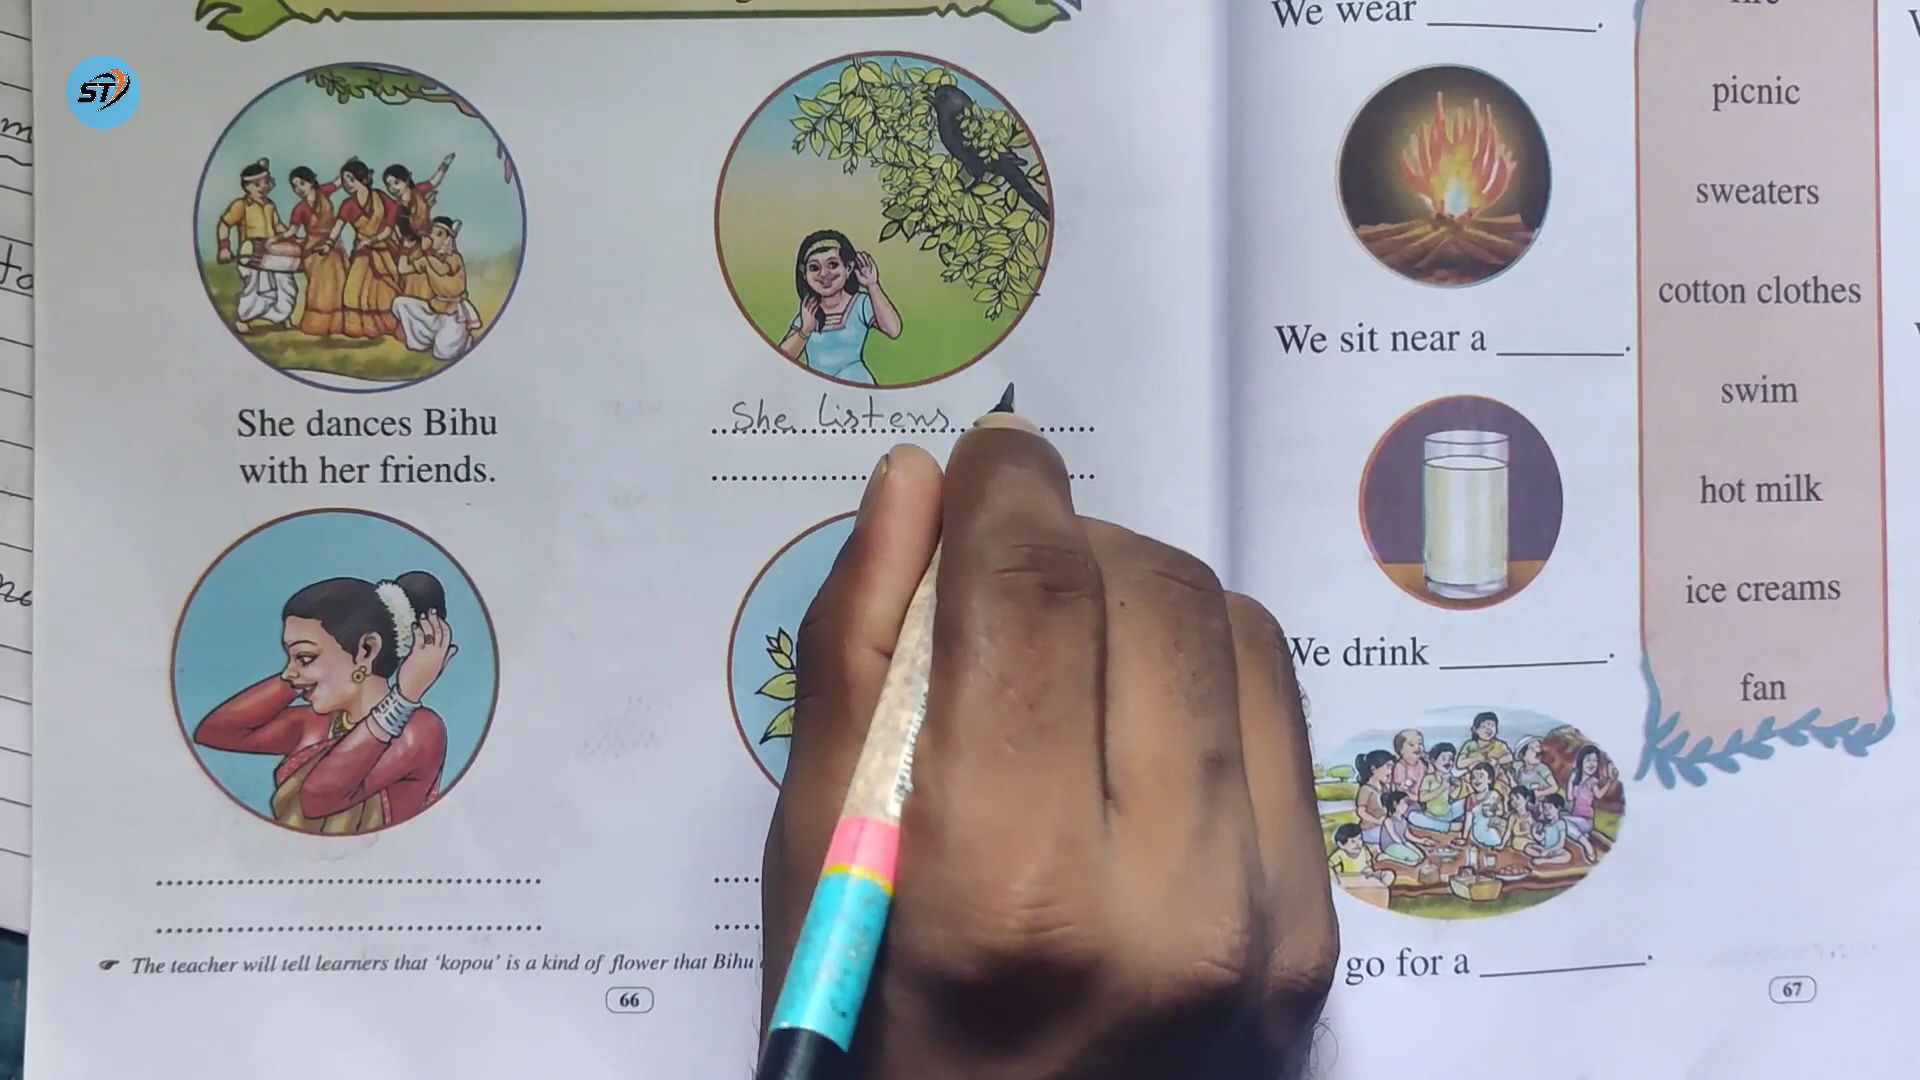 ST
We wear ________.
picnic
sweaters
cotton clothes
We sit near a ________.
swim
She dances Bihu
with her friends.
She listens
hot milk
ice creams
We drink ________.
fan
☞ The teacher will tell learners that ‘kopou’ is a kind of flower that Bihu
go for a ________.
66
67